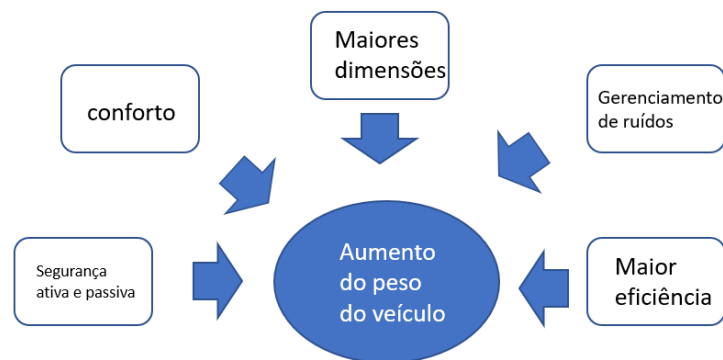 Maiores
dimensões
conforto
Gerenciamento
de ruídos
Segurança
ativa e passiva
Aumento
do peso
do veículo
Maior
eficiência